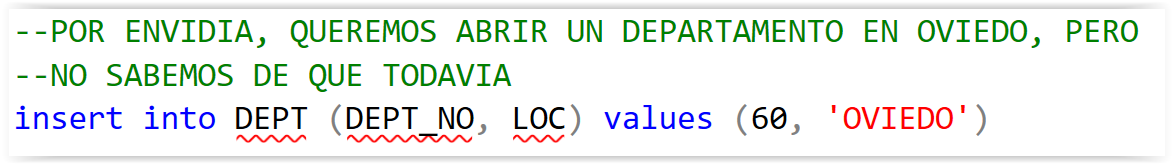 --POR ENVIDIA, QUEREMOS ABRIR UN DEPARTAMENTO EN OVIEDO, PERO
--NO SABEMOS DE QUE TODAVIA
insert into DEPT (DEPT_NO, LOC) values (60, 'OVIEDO')